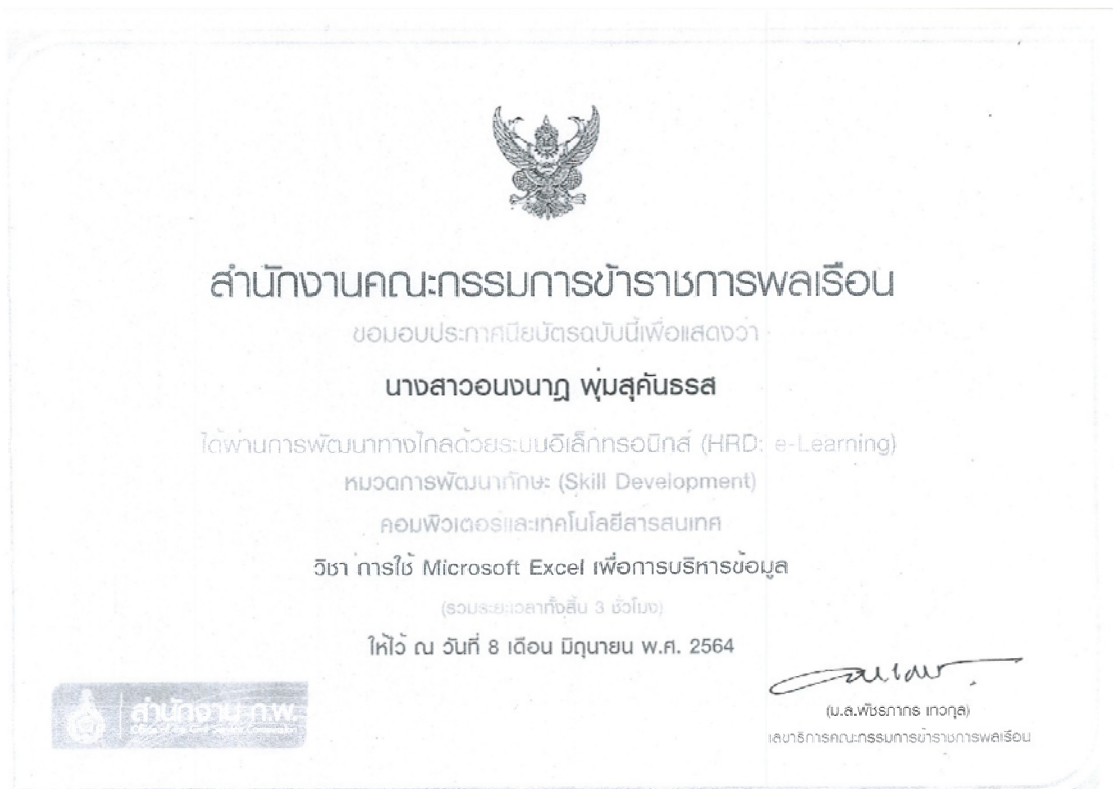 สำนักงานคณะกรรมการข้าราชการพลเรือน
ขอมอบประกาศนียบัตรฉบับนี้เพื่อแสดงว่า
นางสาวอนงนาฏ พุ่มสุคันธรส
ได้ผ่านการพัฒนาทางไกลด้วยระบบอิเล็กทรอนิกส์ (HRD: e-Learning)
หมวดการพัฒนาทักษะ (Skill Development)
คอมพิวเตอร์และเทคโนโลยีสารสนเทศ
วิชา การใช้ Microsoft Excel เพื่อการบริหารข้อมูล
(รวมระยะเวลาทั้งสิ้น 3 ชั่วโมง)
ให้ไว้ ณ วันที่ 8 เดือน มิถุนายน พ.ศ. 2564
สำนักงาน ก.พ.
(ม.ล.พัชรภากร เทวกุล)
เลขาธิการคณะกรรมการข้าราชการพลเรือน